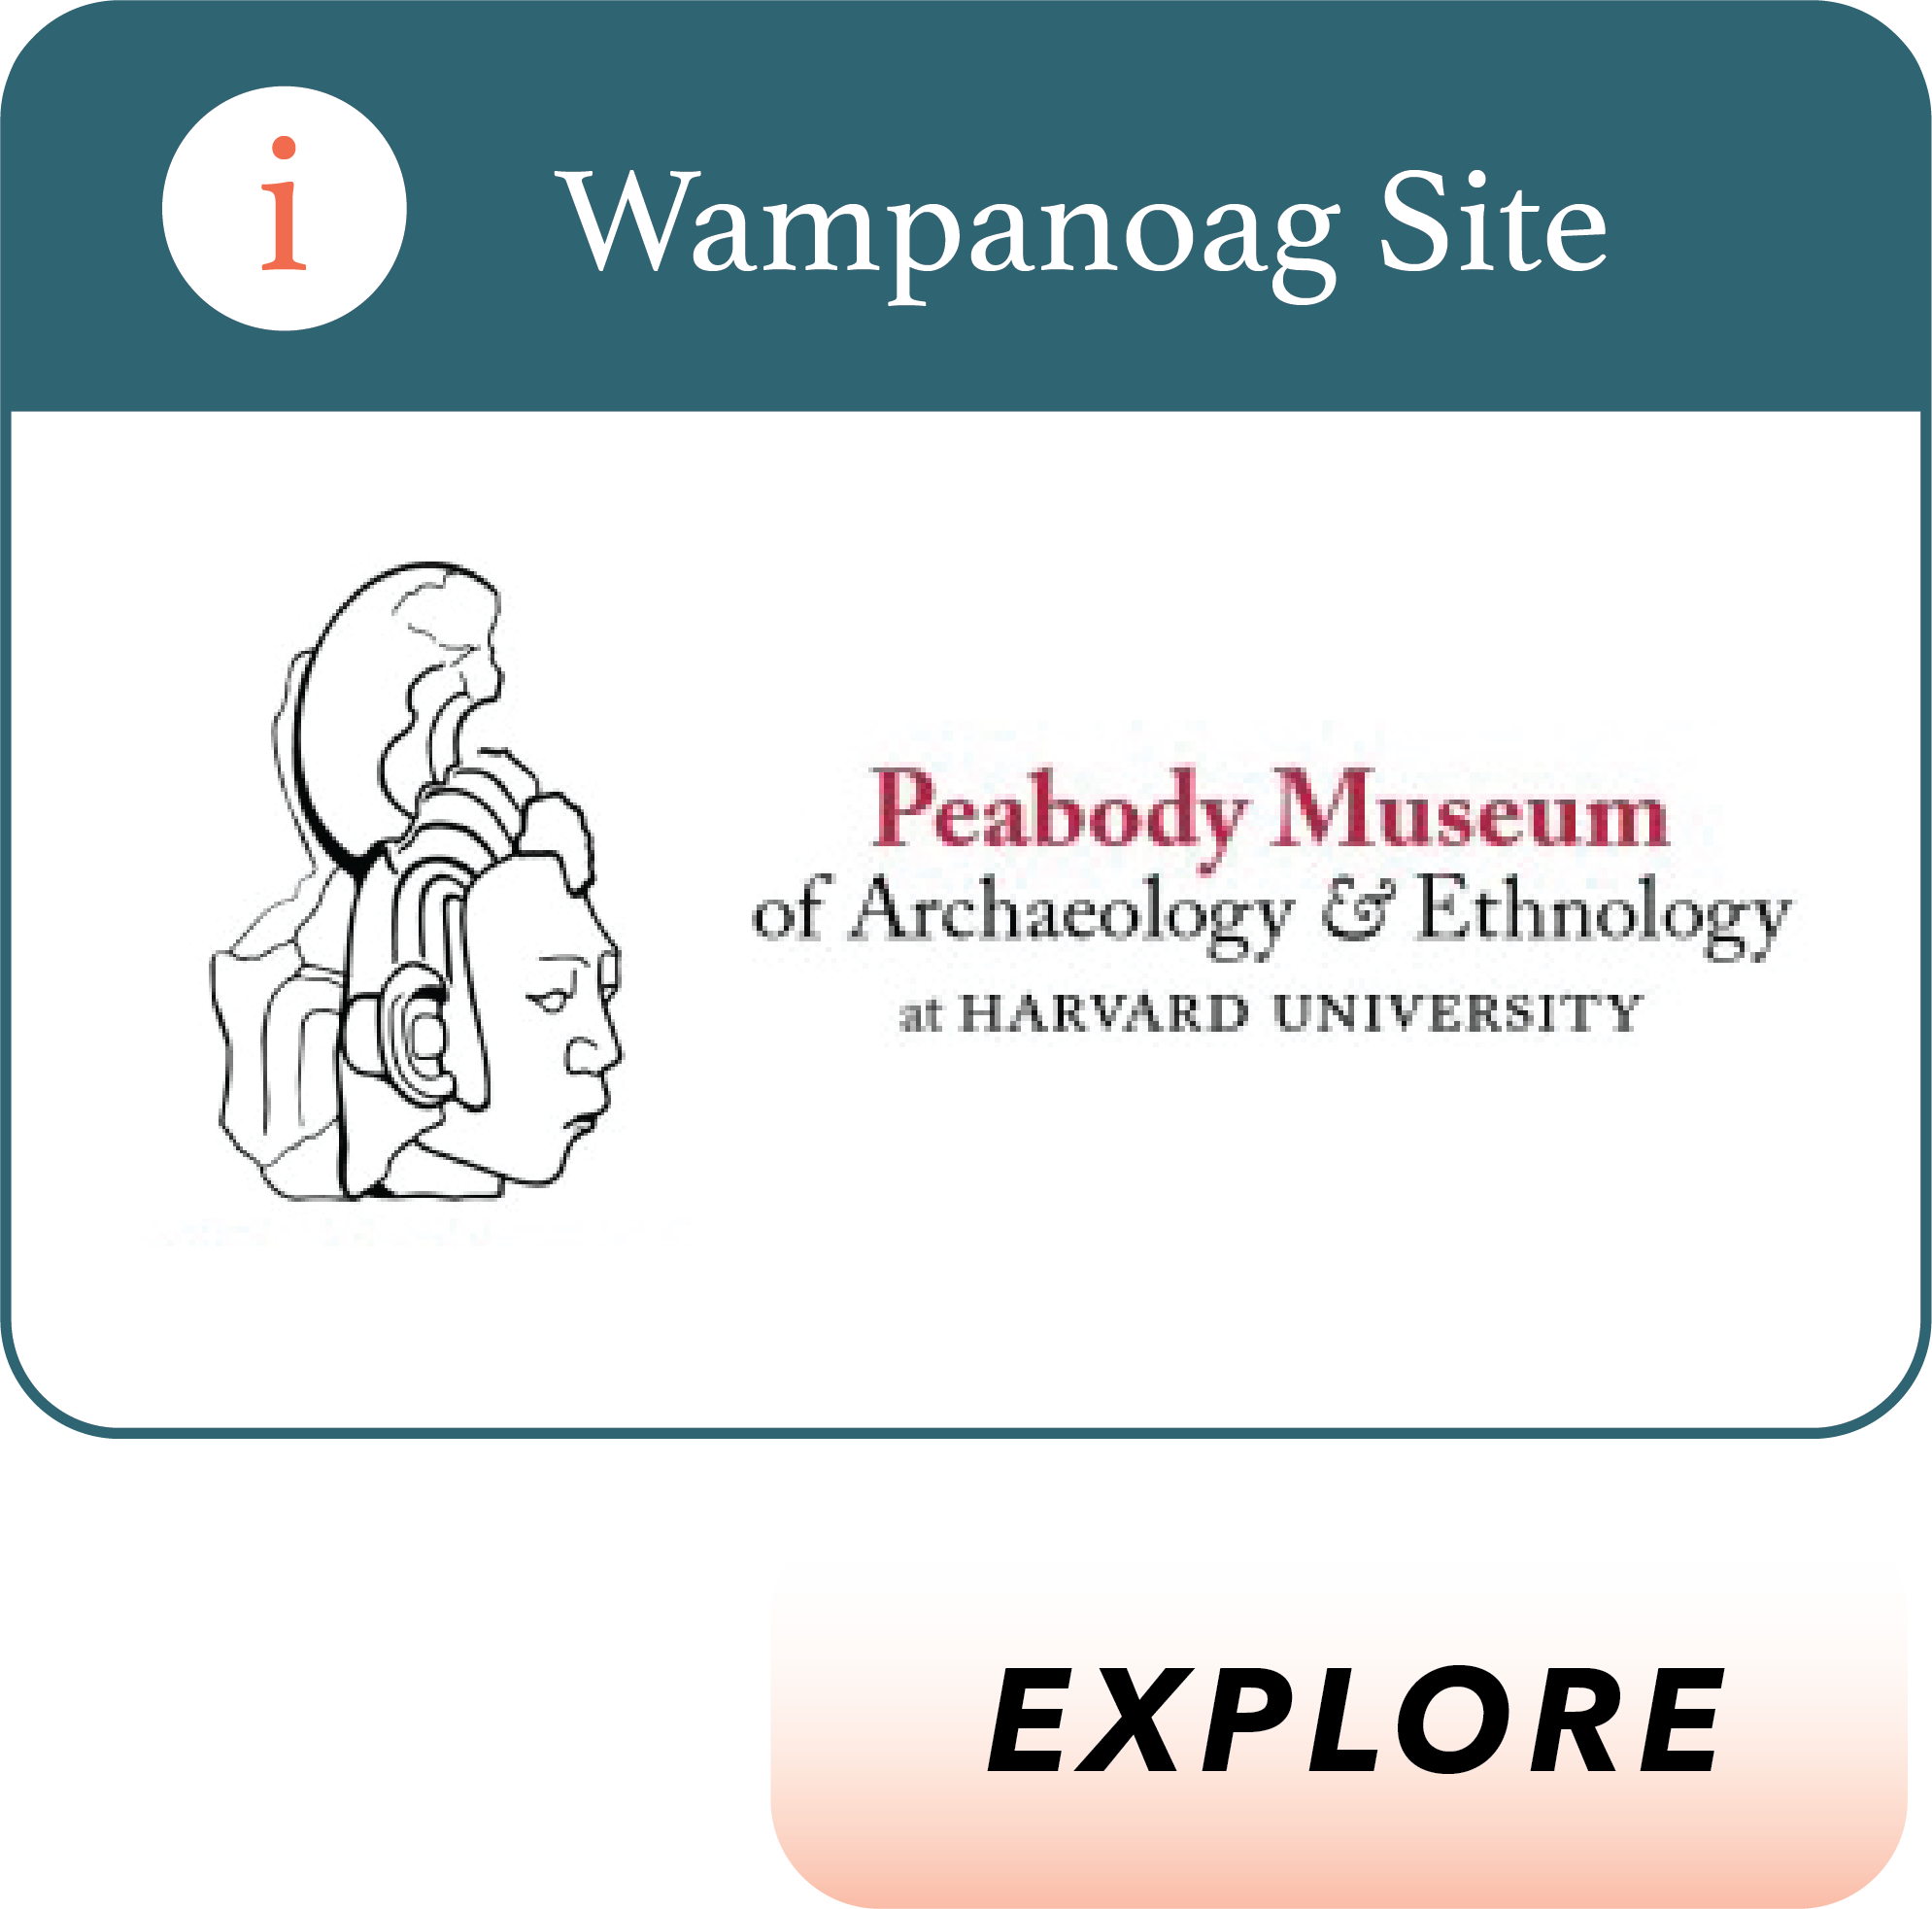 i
Wampanoag Site
Peabody Museum
of Archaeology & Ethnology
at HARVARD UNIVERSITY
EXPLORE